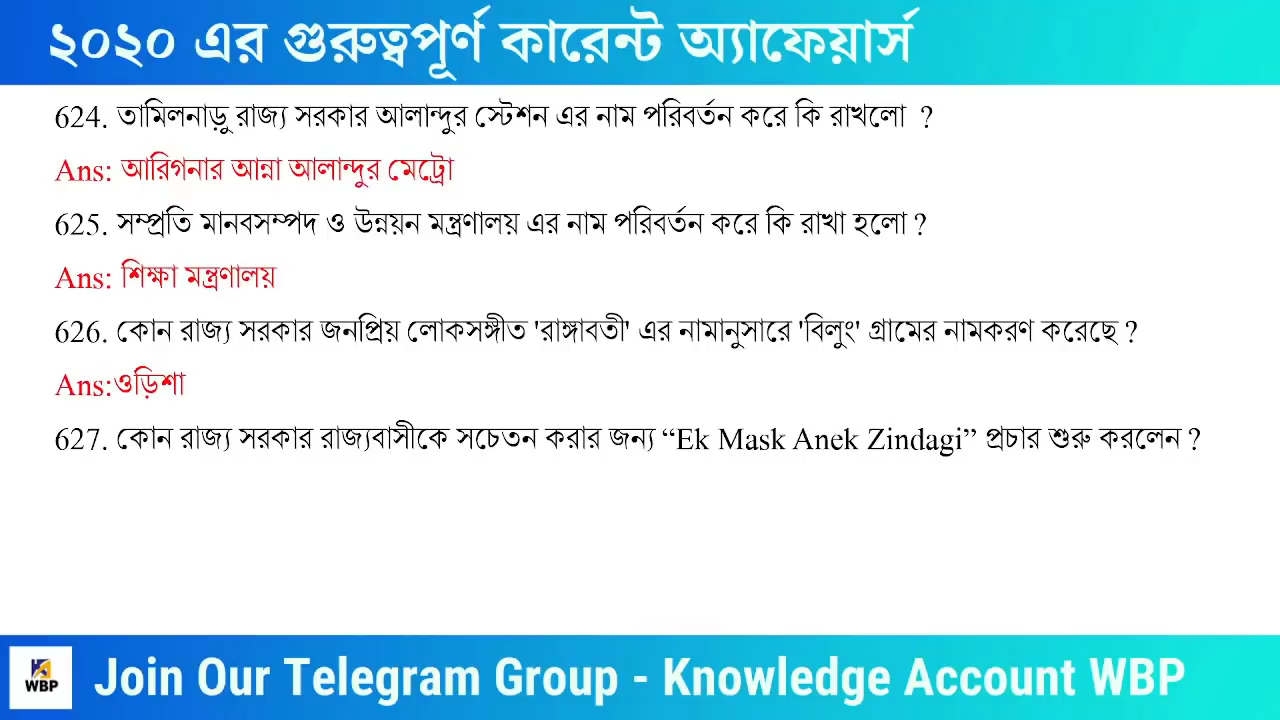 ২০২০ এর গুরুত্বপূর্ণ কারেন্ট অ্যাফেয়ার্স
624. তামিলনাড়ু রাজ্য সরকার আলান্দুর স্টেশন এর নাম পরিবর্তন করে কি রাখলো ?
Ans: আরিগনার আন্না আলান্দুর মেট্রো
625. সম্প্রতি মানবসম্পদ ও উন্নয়ন মন্ত্রণালয় এর নাম পরিবর্তন করে কি রাখা হলো ?
Ans: শিক্ষা মন্ত্রণালয়
626. কোন রাজ্য সরকার জনপ্রিয় লোকসঙ্গীত 'রাঙ্গাবতী' এর নামানুসারে 'বিলুং' গ্রামের নামকরণ করেছে ?
Ans:ওড়িশা
627. কোন রাজ্য সরকার রাজ্যবাসীকে সচেতন করার জন্য “Ek Mask Anek Zindagi” প্রচার শুরু করলেন ?
WBP
Join Our Telegram Group - Knowledge Account WBP